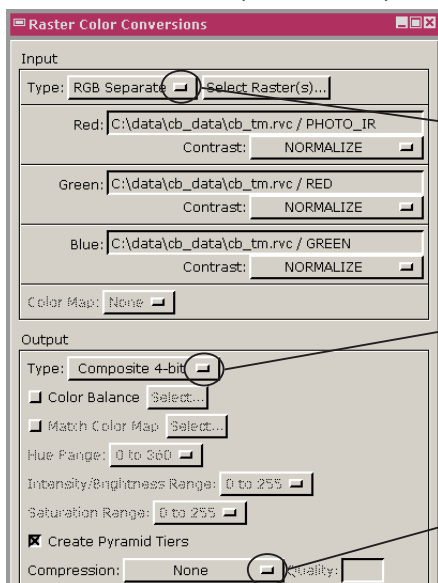 Raster Color Conversions
Input
Type: RGB Separate Select Raster(s)...
Red: C:\data\cb_data\cb_tm.rvc / PHOTO_IR
Contrast: NORMALIZE
Green: C:\data\cb_data\cb_tm.rvc / RED
Contrast: NORMALIZE
Blue: C:\data\cb_data\cb_tm.rvc / GREEN
Contrast: NORMALIZE
Color Map: None
Output
Type: Composite 4-bit
Color Balance Select...
Match Color Map Select...
Hue Range: 0 to 360
Intensity/Brightness Range: 0 to 255
Saturation Range: 0 to 255
Create Pyramid Tiers
Compression: None Quality: